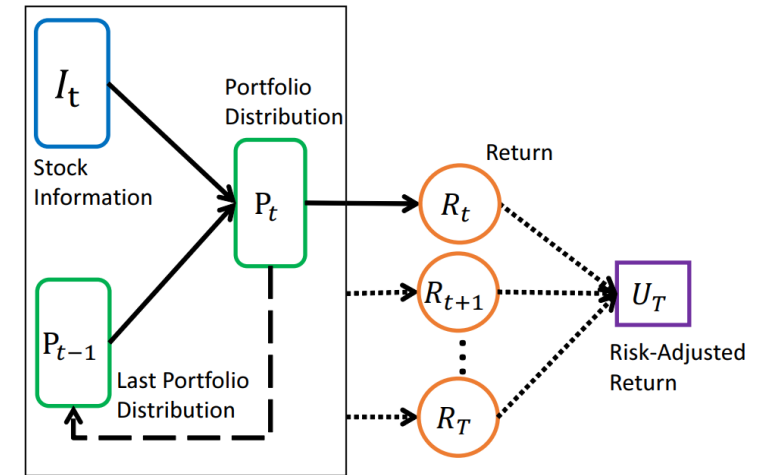 I_t
Stock
Information
Portfolio
Distribution
P_t
P_{t−1}
Last Portfolio
Distribution
Return
R_t
R_{t+1}
R_T
U_T
Risk-Adjusted
Return